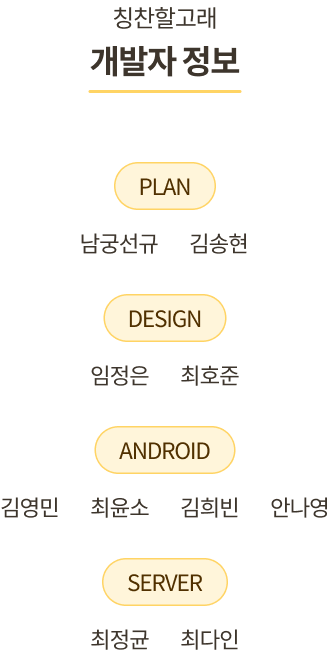 칭찬할고래
개발자 정보
PLAN
남궁선규 김송현
DESIGN
임정은 최호준
ANDROID
김영민 최윤소 김희빈 안나영
SERVER
최정균 최다인